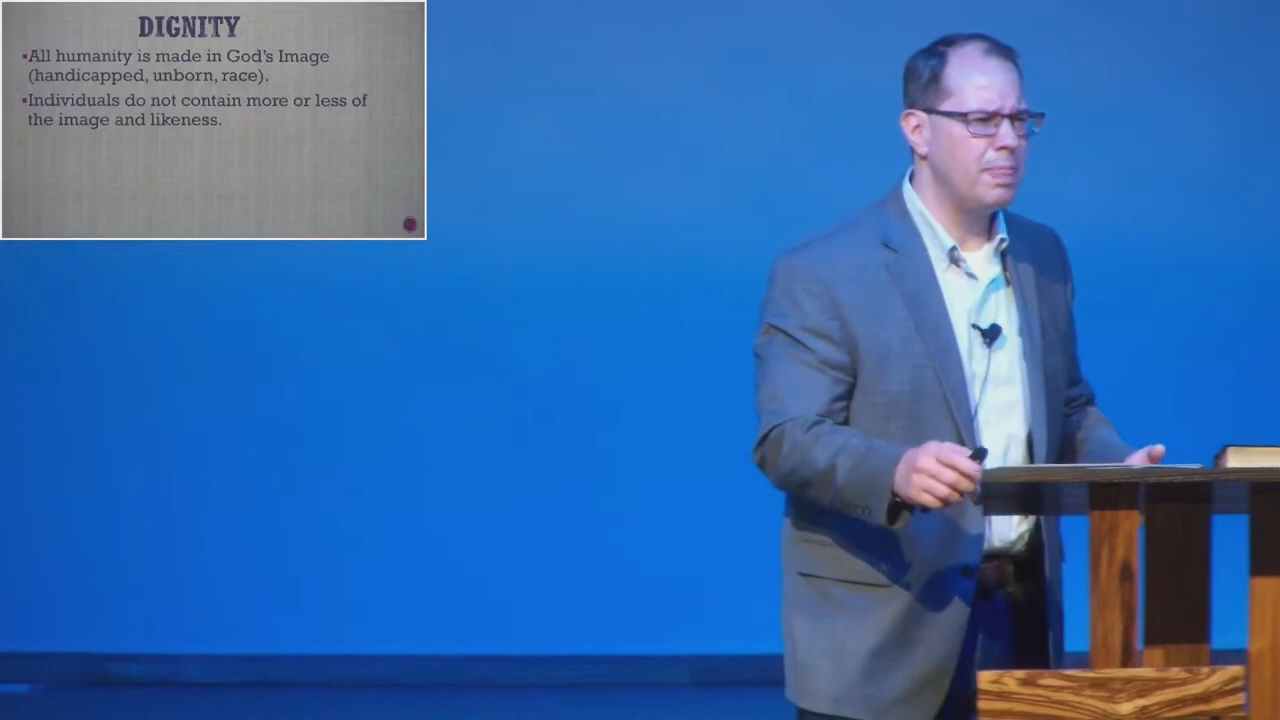 DIGNITY
▪All humanity is made in God's Image
(handicapped, unborn, race).
▪Individuals do not contain more or less of
the image and likeness.